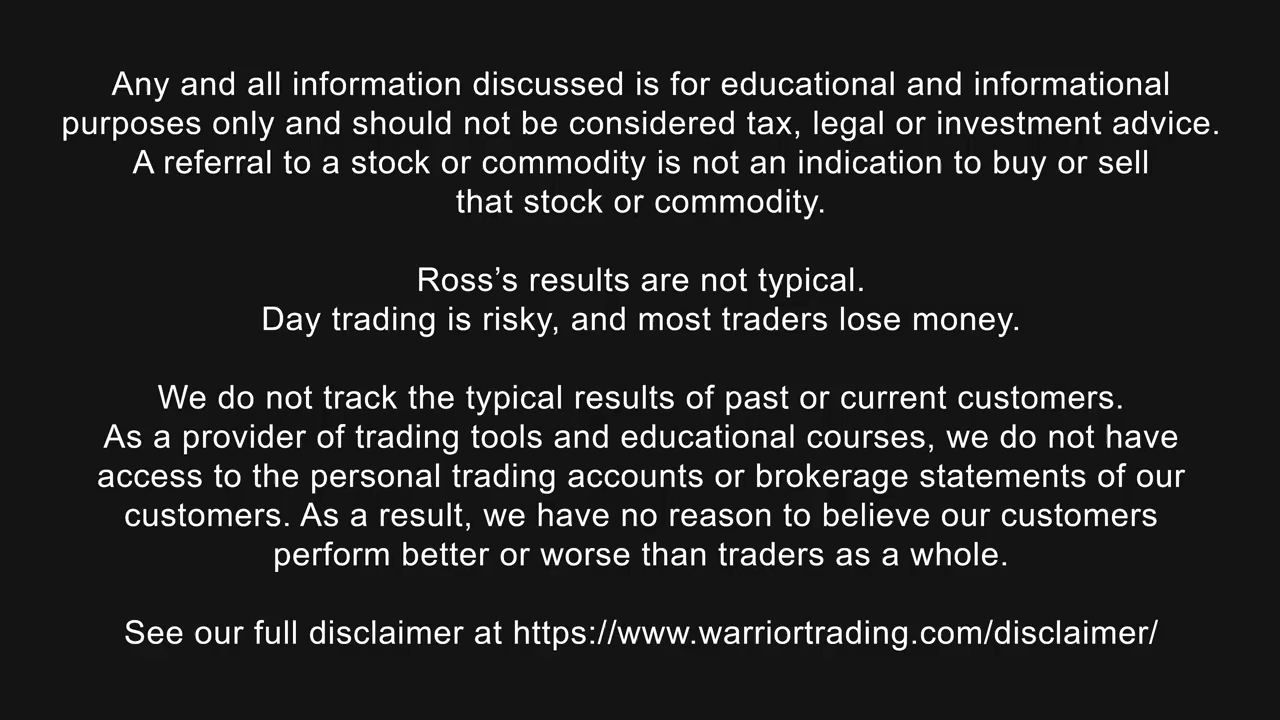 Any and all information discussed is for educational and informational
purposes only and should not be considered tax, legal or investment advice.
A referral to a stock or commodity is not an indication to buy or sell
that stock or commodity.
Ross’s results are not typical.
Day trading is risky, and most traders lose money.
We do not track the typical results of past or current customers.
As a provider of trading tools and educational courses, we do not have
access to the personal trading accounts or brokerage statements of our
customers. As a result, we have no reason to believe our customers
perform better or worse than traders as a whole.
See our full disclaimer at https://www.warriortrading.com/disclaimer/